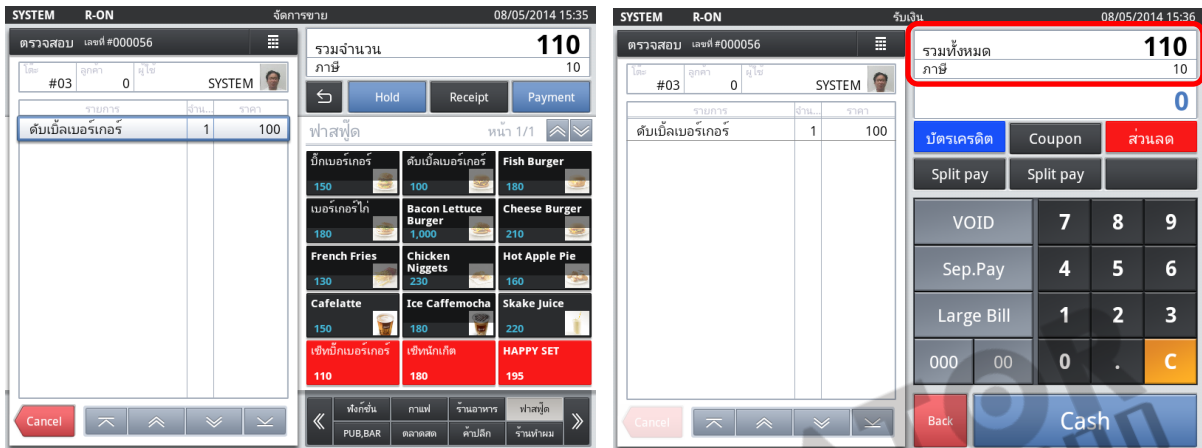 SYSTEM R-ON จัดการขาย 08/05/2014 15:35
ตรวจสอบ เลขที่ #000056
โต๊ะ ลูกค้า ผู้ใช้
#03 0 SYSTEM
รายการ จำน... ราคา
ดับเบิ้ลเบอร์เกอร์ 1 100
Cancel
รวมจำนวน 110
ภาษี 10
Hold Receipt Payment
ฟาสฟู๊ด หน้า 1/1
บิ๊กเบอร์เกอร์ ดับเบิ้ลเบอร์เกอร์ Fish Burger
150 100 180
เบอร์เกอร์ไก่ Bacon Lettuce Burger Cheese Burger
180 1,000 210
French Fries Chicken Niggets Hot Apple Pie
130 230 160
Cafelatte Ice Caffemocha Skake Juice
150 180 220
เซ็ทบิ๊กเบอร์เกอร์ เซ็ทนักเก็ต HAPPY SET
110 180 195
ฟังก์ชั่น กาแฟ ร้านอาหาร ฟาสฟู๊ด
PUB,BAR ตลาดสด ค้าปลีก ร้านทำผม
SYSTEM R-ON รับเงิน 08/05/2014 15:36
ตรวจสอบ เลขที่ #000056
โต๊ะ ลูกค้า ผู้ใช้
#03 0 SYSTEM
รายการ จำน... ราคา
ดับเบิ้ลเบอร์เกอร์ 1 100
Cancel
รวมทั้งหมด 110
ภาษี 10
0
บัตรเครดิต Coupon ส่วนลด
Split pay Split pay
VOID 7 8 9
Sep.Pay 4 5 6
Large Bill 1 2 3
000 00 0 . C
Back Cash